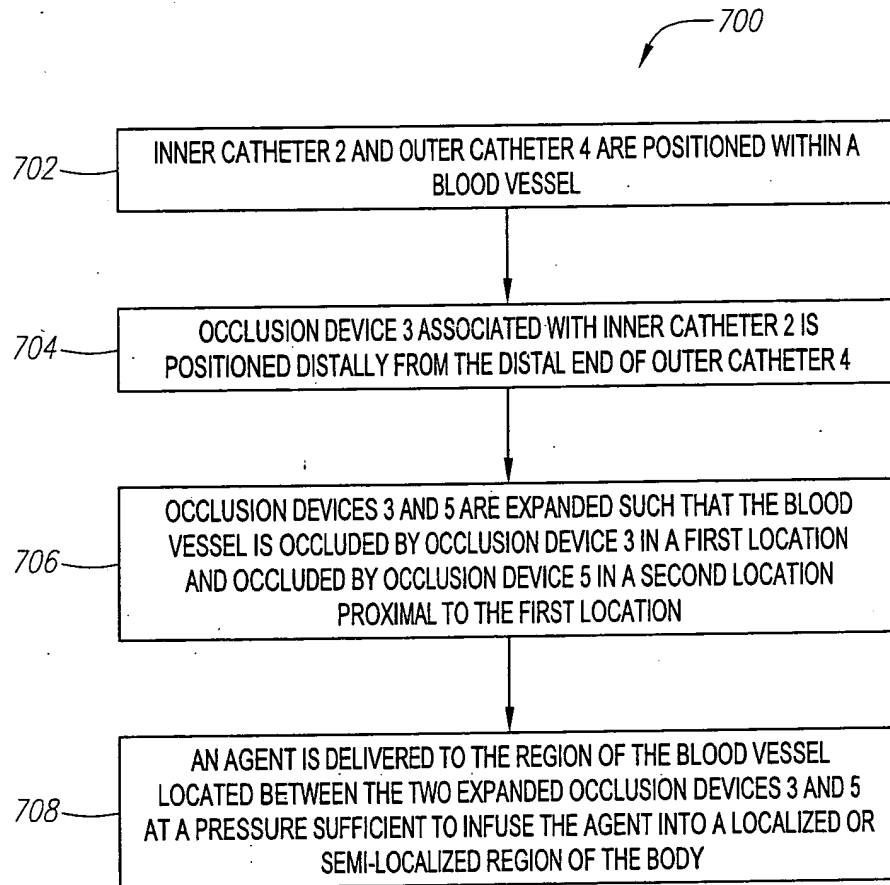 700
702
INNER CATHETER 2 AND OUTER CATHETER 4 ARE POSITIONED WITHIN A
BLOOD VESSEL
704
OCCLUSION DEVICE 3 ASSOCIATED WITH INNER CATHETER 2 IS
POSITIONED DISTALLY FROM THE DISTAL END OF OUTER CATHETER 4
706
OCCLUSION DEVICES 3 AND 5 ARE EXPANDED SUCH THAT THE BLOOD
VESSEL IS OCCLUDED BY OCCLUSION DEVICE 3 IN A FIRST LOCATION
AND OCCLUDED BY OCCLUSION DEVICE 5 IN A SECOND LOCATION
PROXIMAL TO THE FIRST LOCATION
708
AN AGENT IS DELIVERED TO THE REGION OF THE BLOOD VESSEL
LOCATED BETWEEN THE TWO EXPANDED OCCLUSION DEVICES 3 AND 5
AT A PRESSURE SUFFICIENT TO INFUSE THE AGENT INTO A LOCALIZED OR
SEMI-LOCALIZED REGION OF THE BODY